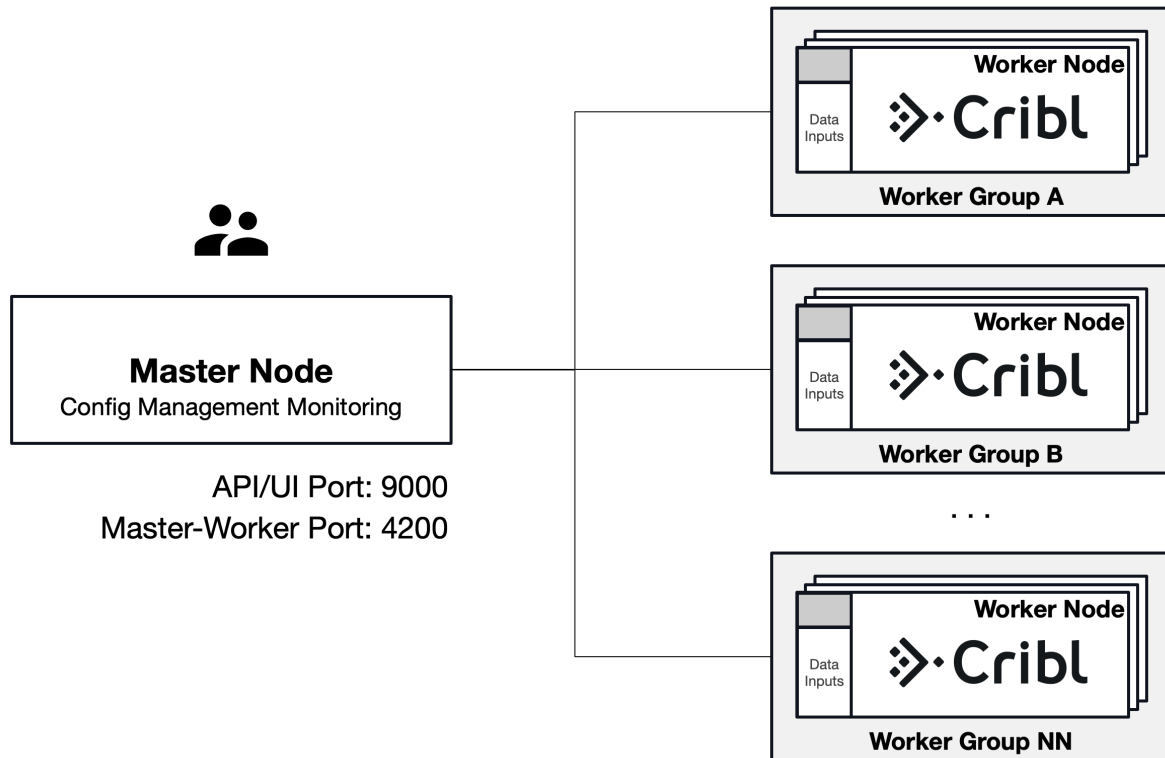 Master Node
Config Management Monitoring
API/UI Port: 9000
Master-Worker Port: 4200
Worker Node
Data
Inputs
Cribl
Worker Group A
Worker Node
Data
Inputs
Cribl
Worker Group B
. . .
Worker Node
Data
Inputs
Cribl
Worker Group NN